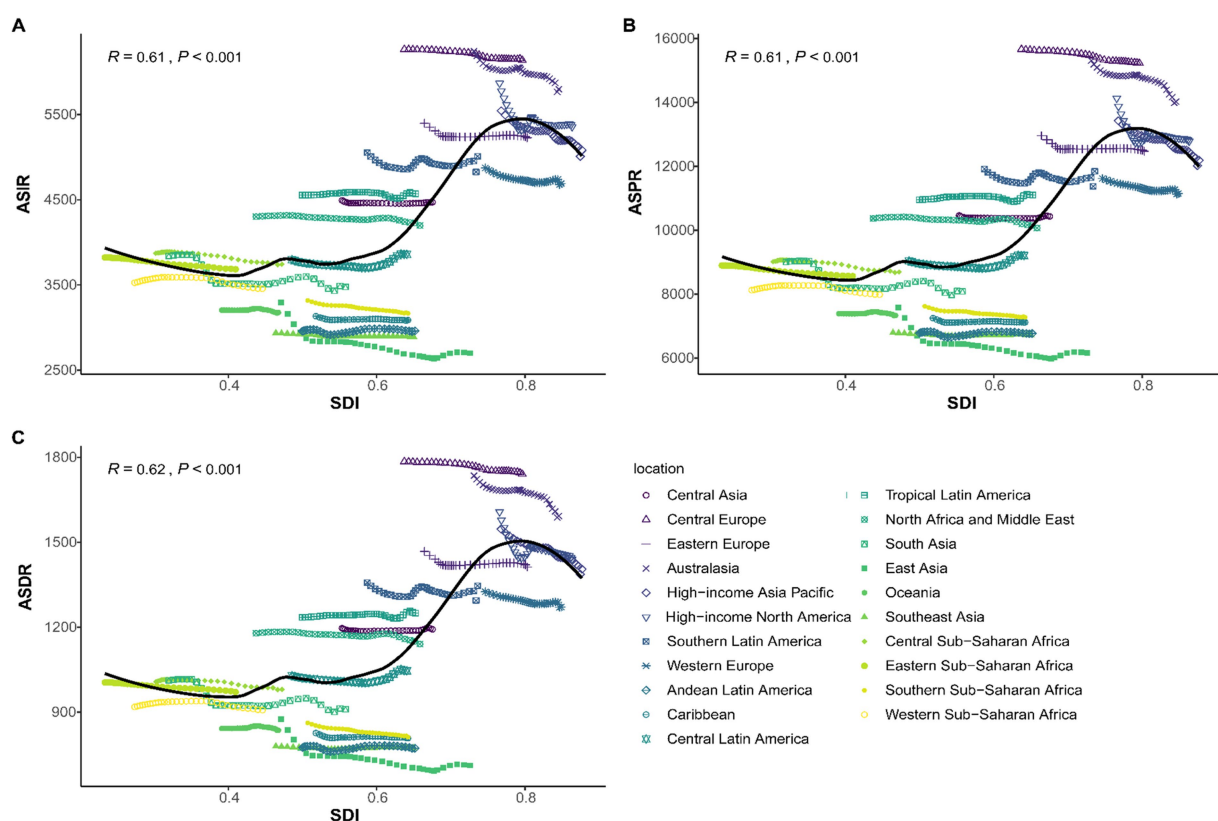 A
R = 0.61 , P < 0.001
ASIR
5500
4500
3500
2500
0.4
0.6
0.8
SDI
B
R = 0.61 , P < 0.001
ASPR
16000
14000
12000
10000
8000
6000
0.4
0.6
0.8
SDI
C
R = 0.62 , P < 0.001
ASDR
1800
1500
1200
900
0.4
0.6
0.8
SDI
location
Central Asia
Central Europe
Eastern Europe
Australasia
High−income Asia Pacific
High−income North America
Southern Latin America
Western Europe
Andean Latin America
Caribbean
Central Latin America
Tropical Latin America
North Africa and Middle East
South Asia
East Asia
Oceania
Southeast Asia
Central Sub−Saharan Africa
Eastern Sub−Saharan Africa
Southern Sub−Saharan Africa
Western Sub−Saharan Africa